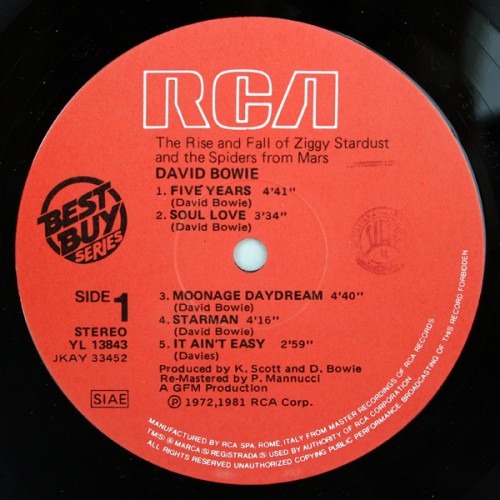 RCA
The Rise and Fall of Ziggy Stardust
and the Spiders from Mars
DAVID BOWIE
1. FIVE YEARS 4'41"
(David Bowie)
2. SOUL LOVE 3'34"
(David Bowie)
BEST
BUY
SERIES
SIDE 1
STEREO
YL 13843
JKAY 33452
3. MOONAGE DAYDREAM 4'40"
(David Bowie)
4. STARMAN 4'16"
(David Bowie)
5. IT AIN'T EASY 2'59"
(Davies)
Produced by K. Scott and D. Bowie
Re-Mastered by P. Mannucci
A GFM Production
SIAE
Ⓟ 1972,1981 RCA Corp.
MANUFACTURED BY RCA SPA, ROME, ITALY FROM MASTER RECORDINGS OF RCA RECORDS
TM(S) ® MARCA(S) REGISTRADA(S) USED BY AUTHORITY OF RCA CORPORATION
ALL RIGHTS RESERVED UNAUTHORIZED COPYING PUBLIC PERFORMANCE BROADCASTING OF THIS RECORD FORBIDDEN